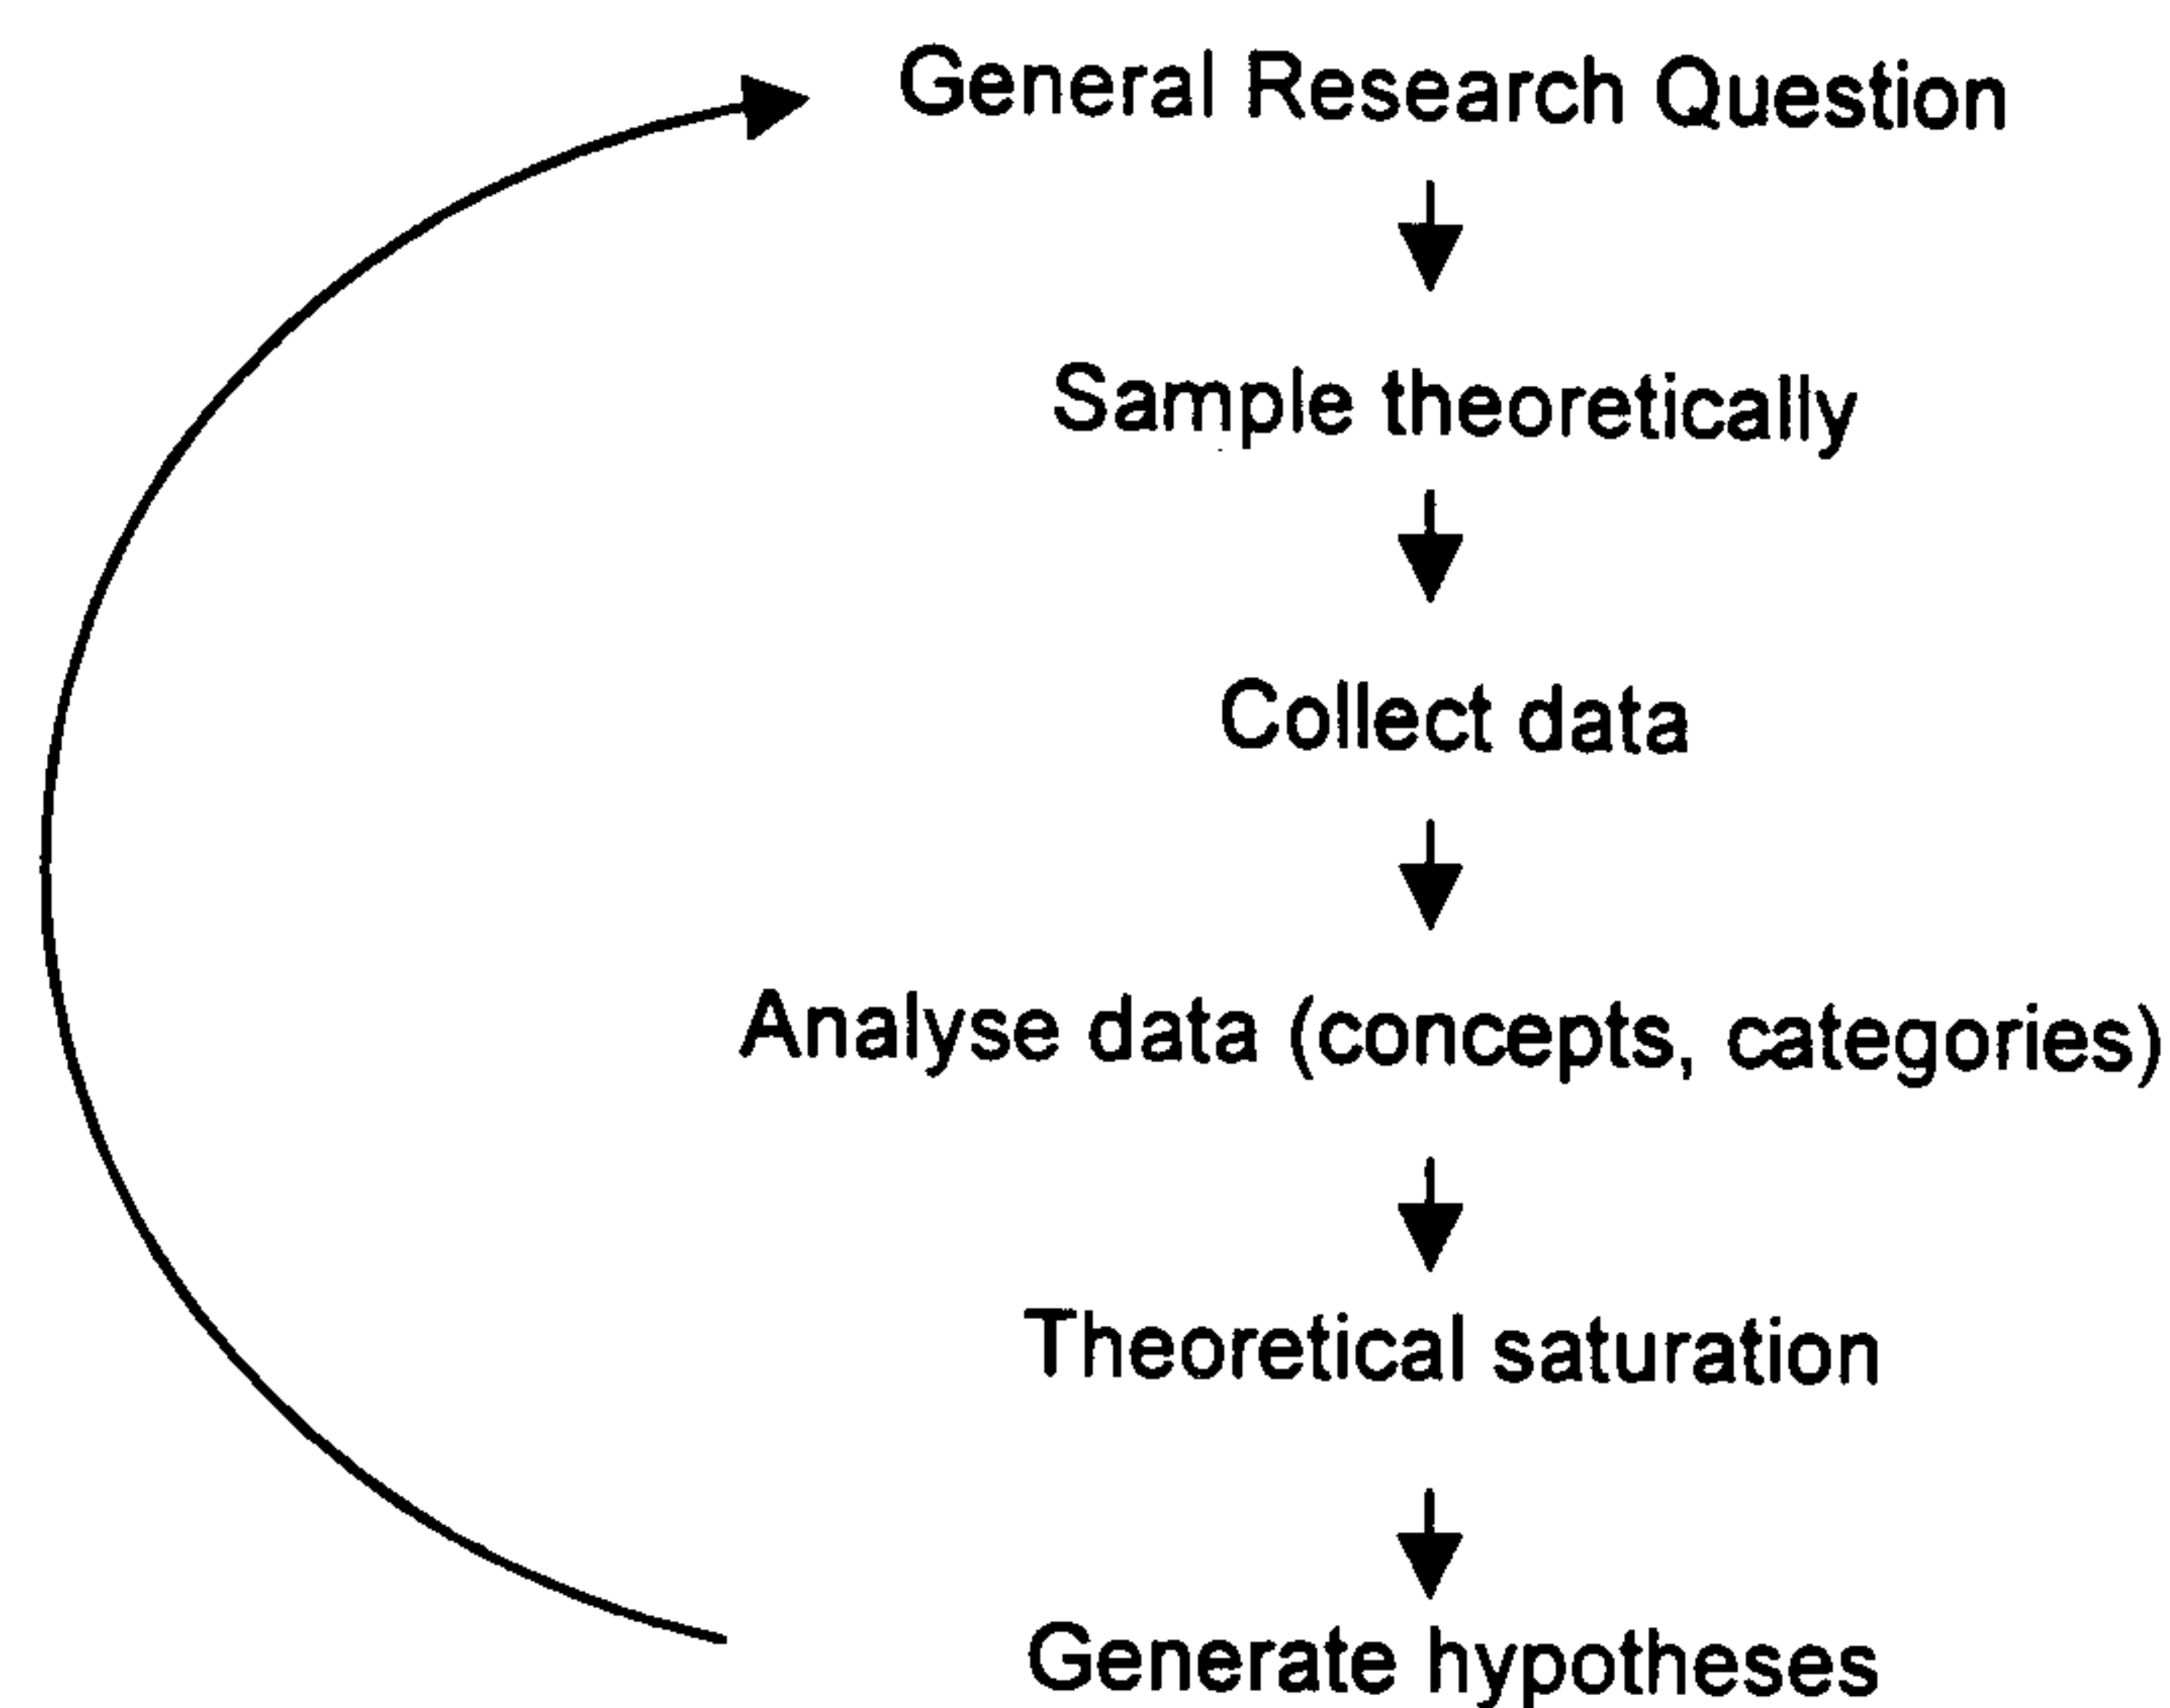 General Research Question
Sample theoretically
Collect data
Analyse data (concepts, categories)
Theoretical saturation
Generate hypotheses